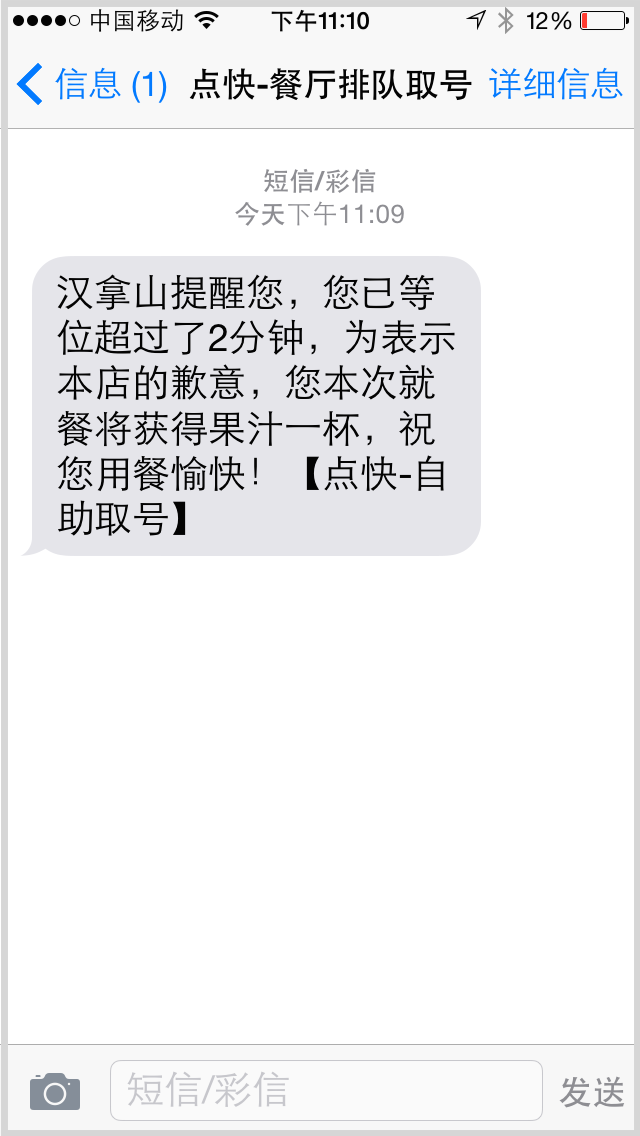 中国移动 下午11:10 12%
信息 (1) 点快-餐厅排队取号 详细信息
短信/彩信
今天下午11:09
汉拿山提醒您，您已等
位超过了2分钟，为表示
本店的歉意，您本次就
餐将获得果汁一杯，祝
您用餐愉快！【点快-自
助取号】
短信/彩信 发送